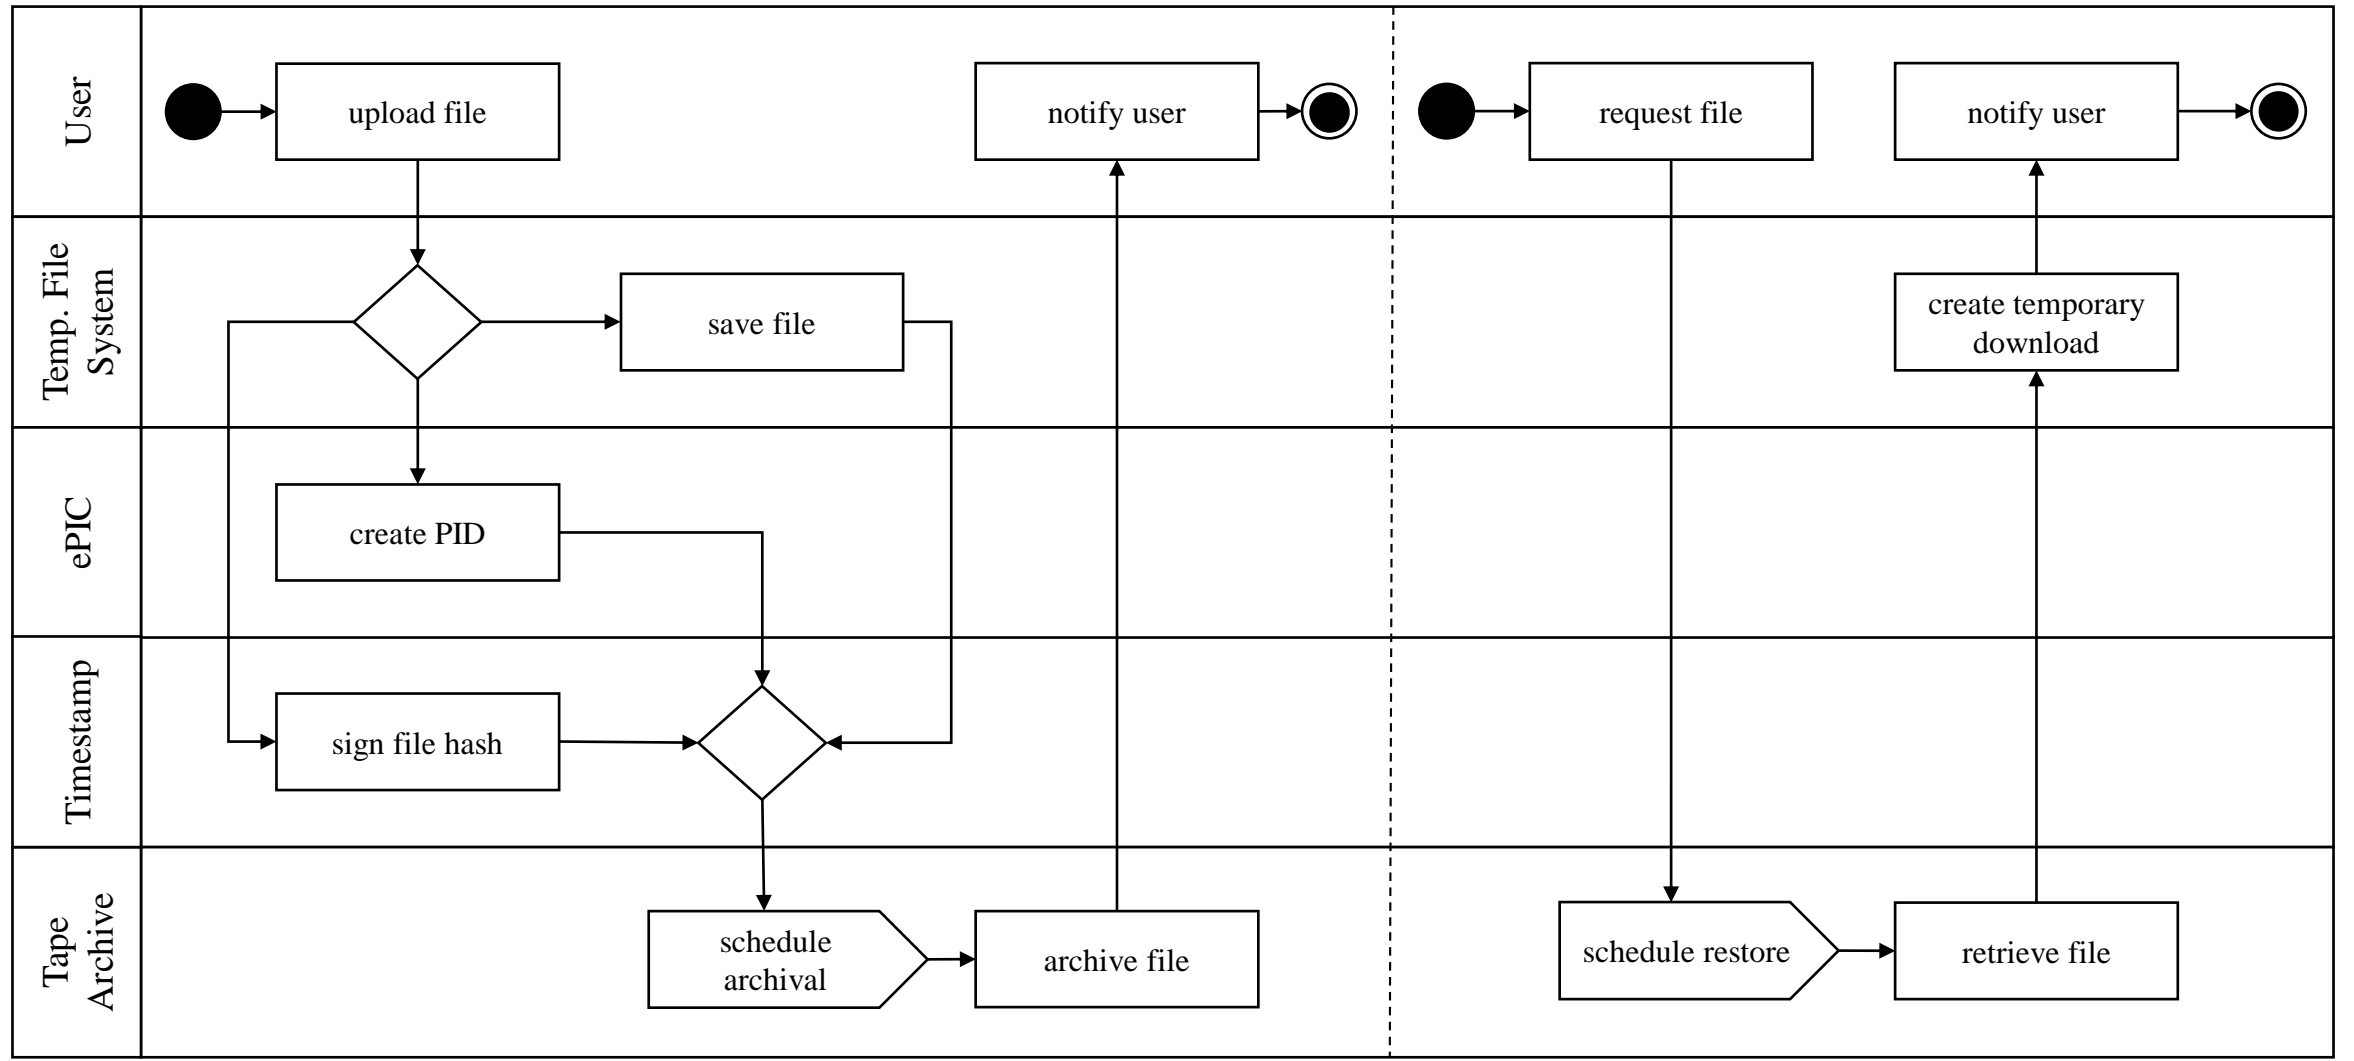 User
upload file
notify user
request file
notify user
Temp. File
System
save file
create temporary
download
ePIC
create PID
Timestamp
sign file hash
Tape
Archive
schedule
archival
archive file
schedule restore
retrieve file